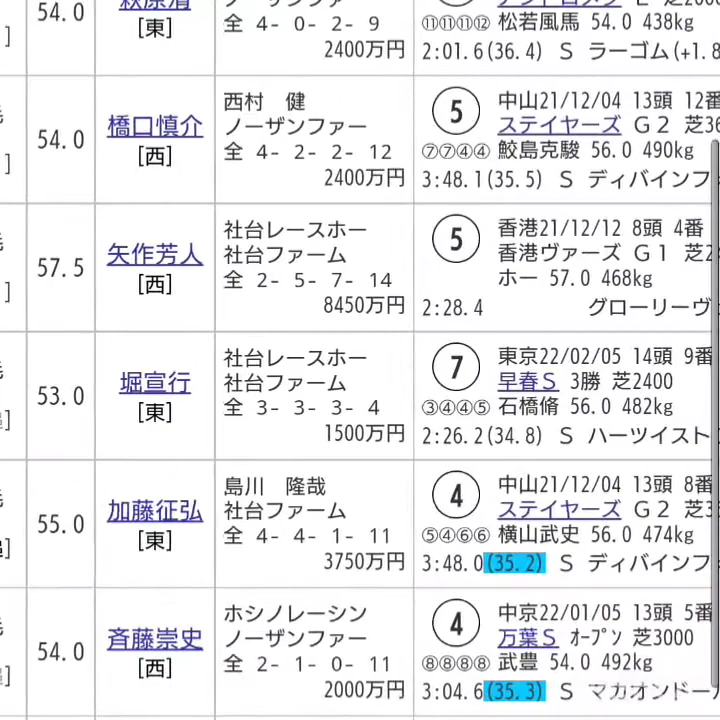 54.0
萩原清
[東]
ノーザンファー
全 4- 0- 2- 9
2400万円
⑪⑪⑪⑫ 松若風馬 54.0 438kg
2:01.6(36.4) S ラーゴム(+1.8
54.0
橋口慎介
[西]
西村 健
ノーザンファー
全 4- 2- 2- 12
2400万円
5
中山21/12/04 13頭 12番
ステイヤーズ G2 芝36
⑦⑦④④ 鮫島克駿 56.0 490kg
3:48.1(35.5) S ディバインフ
57.5
矢作芳人
[西]
社台レースホー
社台ファーム
全 2- 5- 7- 14
8450万円
5
香港21/12/12 8頭 4番
香港ヴァーズ G1 芝2
ホー 57.0 468kg
2:28.4 グローリーヴ
53.0
堀宣行
[東]
社台レースホー
社台ファーム
全 3- 3- 3- 4
1500万円
7
東京22/02/05 14頭 9番
早春S 3勝 芝2400
③④④⑤ 石橋脩 56.0 482kg
2:26.2(34.8) S ハーツイスト
55.0
加藤征弘
[東]
島川 隆哉
社台ファーム
全 4- 4- 1- 11
3750万円
4
中山21/12/04 13頭 8番
ステイヤーズ G2 芝3
⑤④⑥⑥ 横山武史 56.0 474kg
3:48.0(35.2) S ディバインフ
54.0
斉藤崇史
[西]
ホシノレーシン
ノーザンファー
全 2- 1- 0- 11
2000万円
4
中京22/01/05 13頭 5番
万葉S オープン 芝3000
⑧⑧⑧⑧ 武豊 54.0 492kg
3:04.6(35.3) S マカオンドー